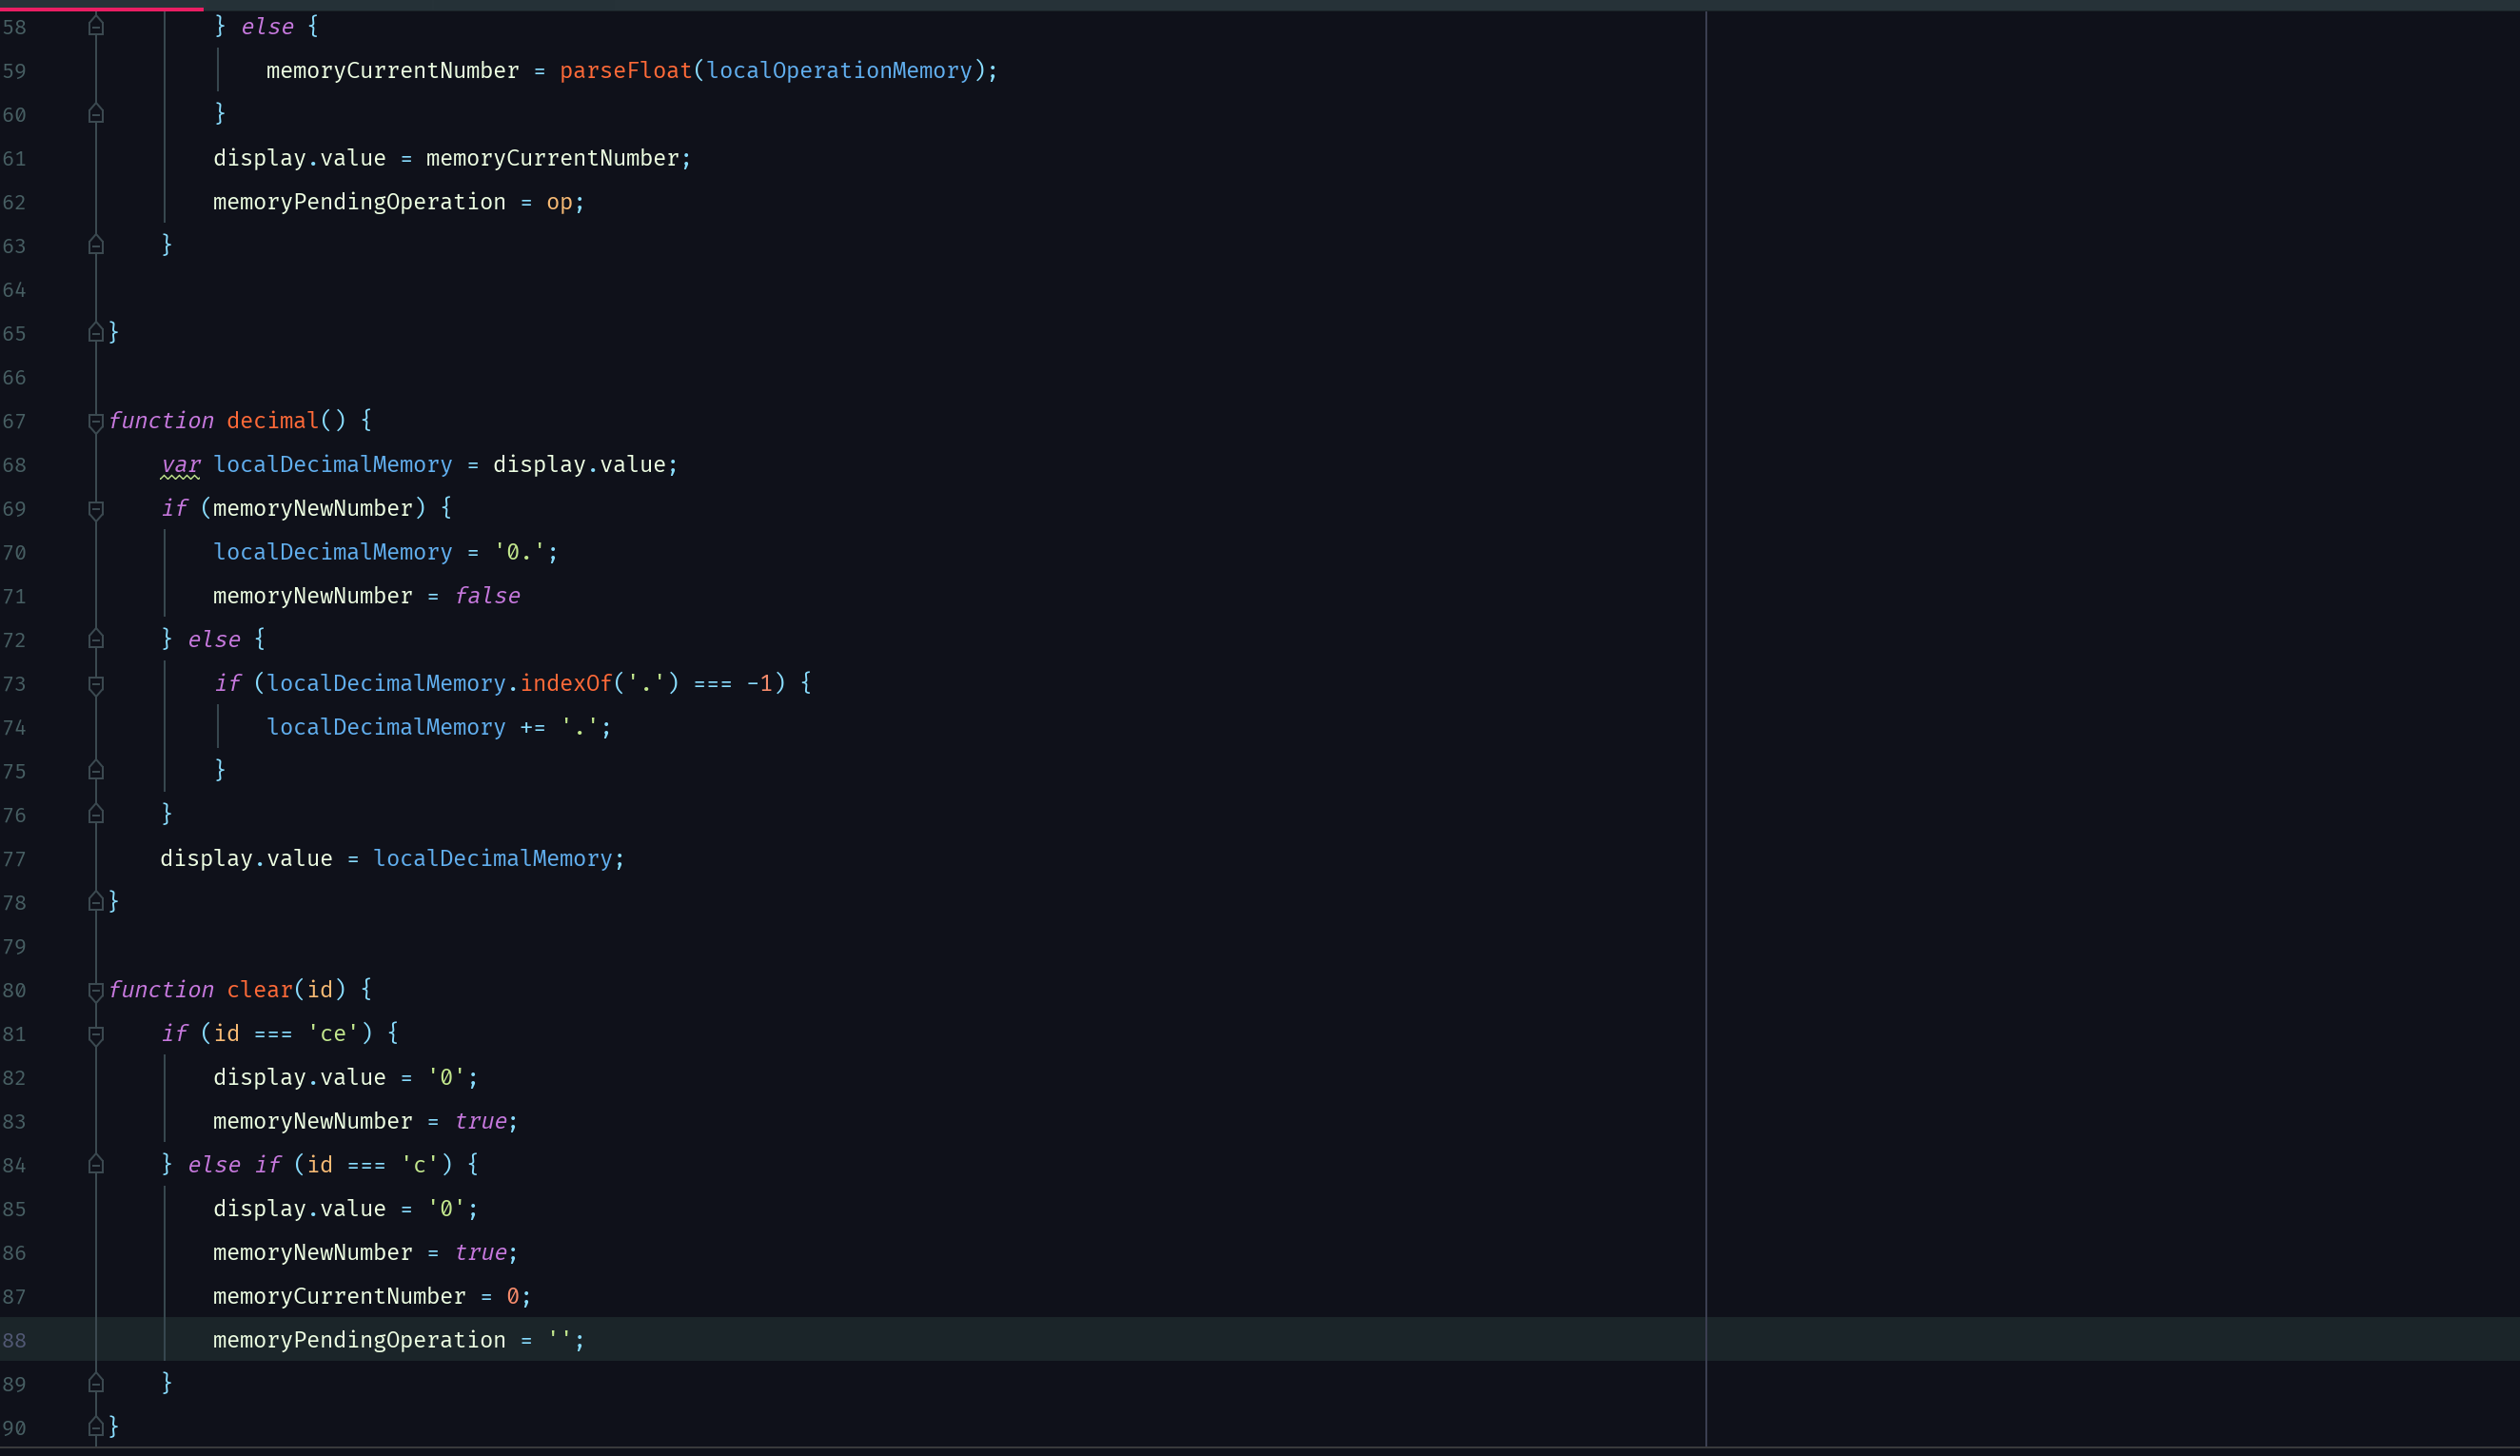 58 } else {
59 memoryCurrentNumber = parseFloat(localOperationMemory);
60 }
61 display.value = memoryCurrentNumber;
62 memoryPendingOperation = op;
63 }
64
65 }
66
67 function decimal() {
68 var localDecimalMemory = display.value;
69 if (memoryNewNumber) {
70 localDecimalMemory = '0.';
71 memoryNewNumber = false
72 } else {
73 if (localDecimalMemory.indexOf('.') === -1) {
74 localDecimalMemory += '.';
75 }
76 }
77 display.value = localDecimalMemory;
78 }
79
80 function clear(id) {
81 if (id === 'ce') {
82 display.value = '0';
83 memoryNewNumber = true;
84 } else if (id === 'c') {
85 display.value = '0';
86 memoryNewNumber = true;
87 memoryCurrentNumber = 0;
88 memoryPendingOperation = '';
89 }
90 }